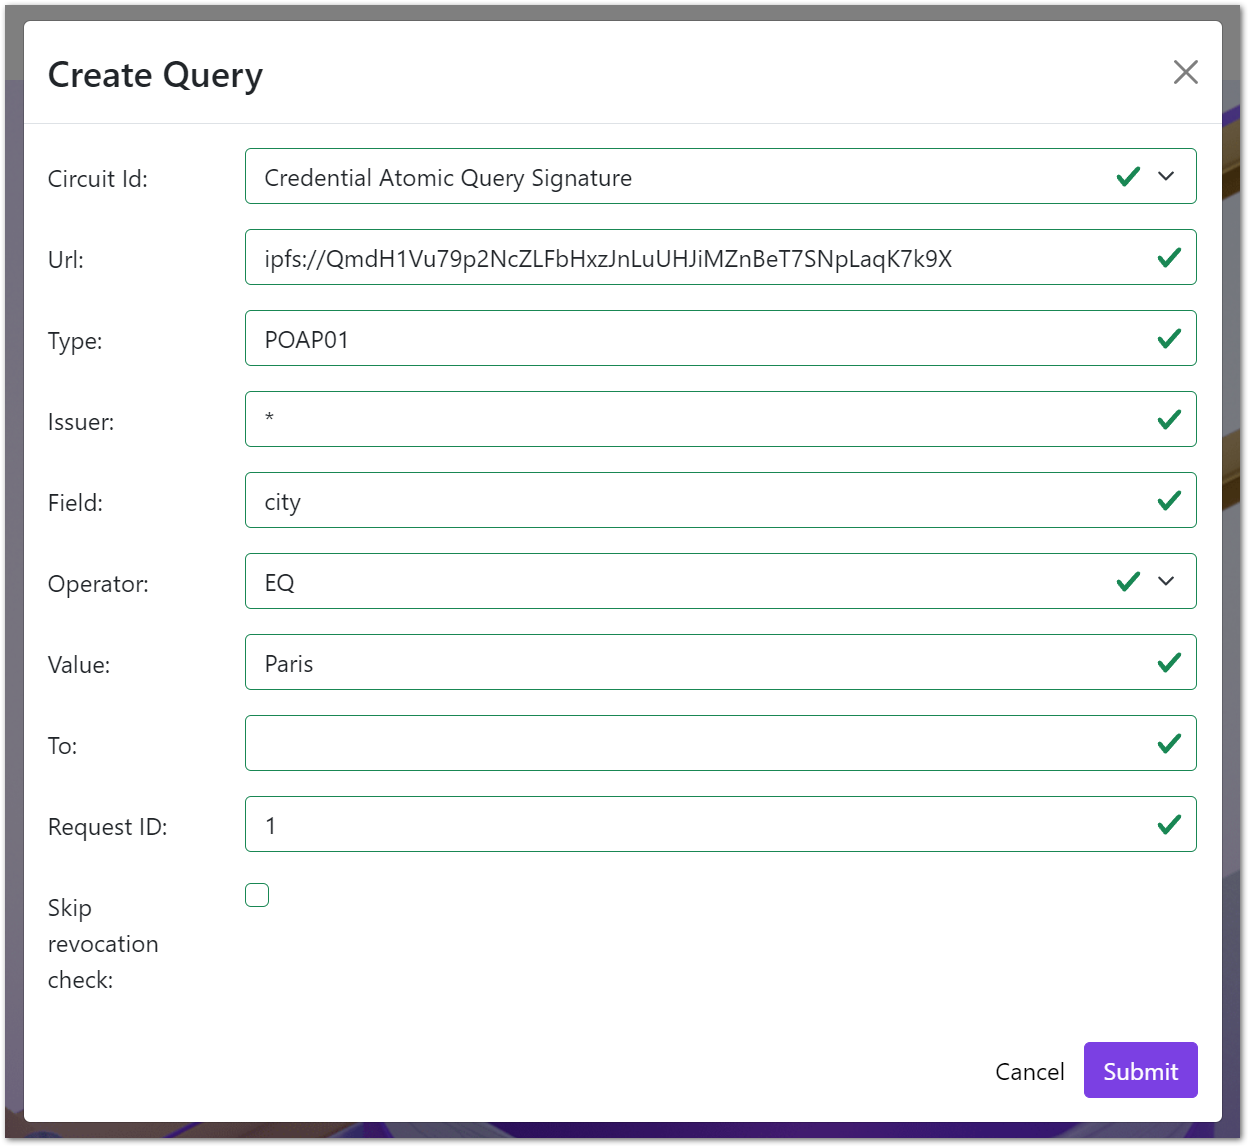 Create Query
Circuit Id:
Credential Atomic Query Signature
Url:
ipfs://QmdH1Vu79p2NcZLFbHxzJnLuUHJiMZnBeT7SNpLaqK7k9X
Type:
POAP01
Issuer:
*
Field:
city
Operator:
EQ
Value:
Paris
To:
Request ID:
1
Skip
revocation
check:
Cancel
Submit